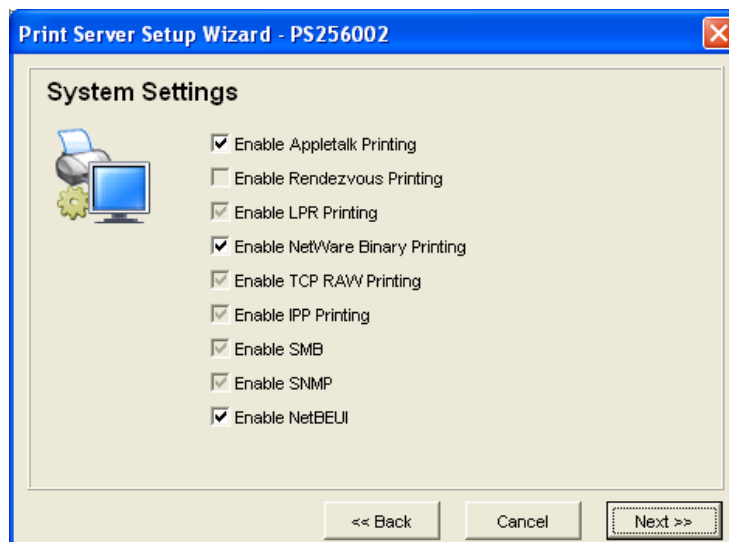 Print Server Setup Wizard - PS256002
System Settings
Enable Appletalk Printing
Enable Rendezvous Printing
Enable LPR Printing
Enable NetWare Binary Printing
Enable TCP RAW Printing
Enable IPP Printing
Enable SMB
Enable SNMP
Enable NetBEUI
<< Back Cancel Next >>